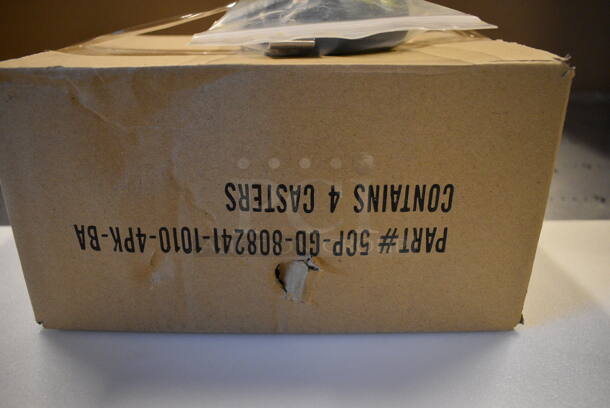 PART# 5CP-GD-808241-1010-4PK-BA
CONTAINS 4 CASTERS